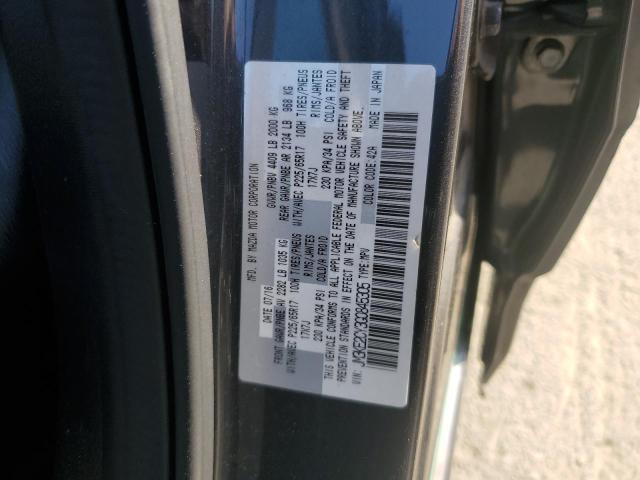 MFD. BY MAZDA MOTOR CORPORATION
DATE 07/16 GVWR/PNBV 4409 LB 2000 KG
FRONT GAWR/PNBE AV 2282 LB 1035 KG REAR GAWR/PNBE AR 2134 LB 968 KG
WITH/AVEC P225/65R17 100H TIRES/PNEUS WITH/AVEC P225/65R17 100H TIRES/PNEUS
17X7J RIMS/JANTES 17X7J RIMS/JANTES
230 KPA/34 PSI COLD/A FROID 230 KPA/34 PSI COLD/A FROID
THIS VEHICLE CONFORMS TO ALL APPLICABLE FEDERAL MOTOR VEHICLE SAFETY AND THEFT
PREVENTION STANDARDS IN EFFECT ON THE DATE OF MANUFACTURE SHOWN ABOVE.
VIN: JM3KE2CY3G0845305 TYPE:MPV COLOR CODE:42A MADE IN JAPAN